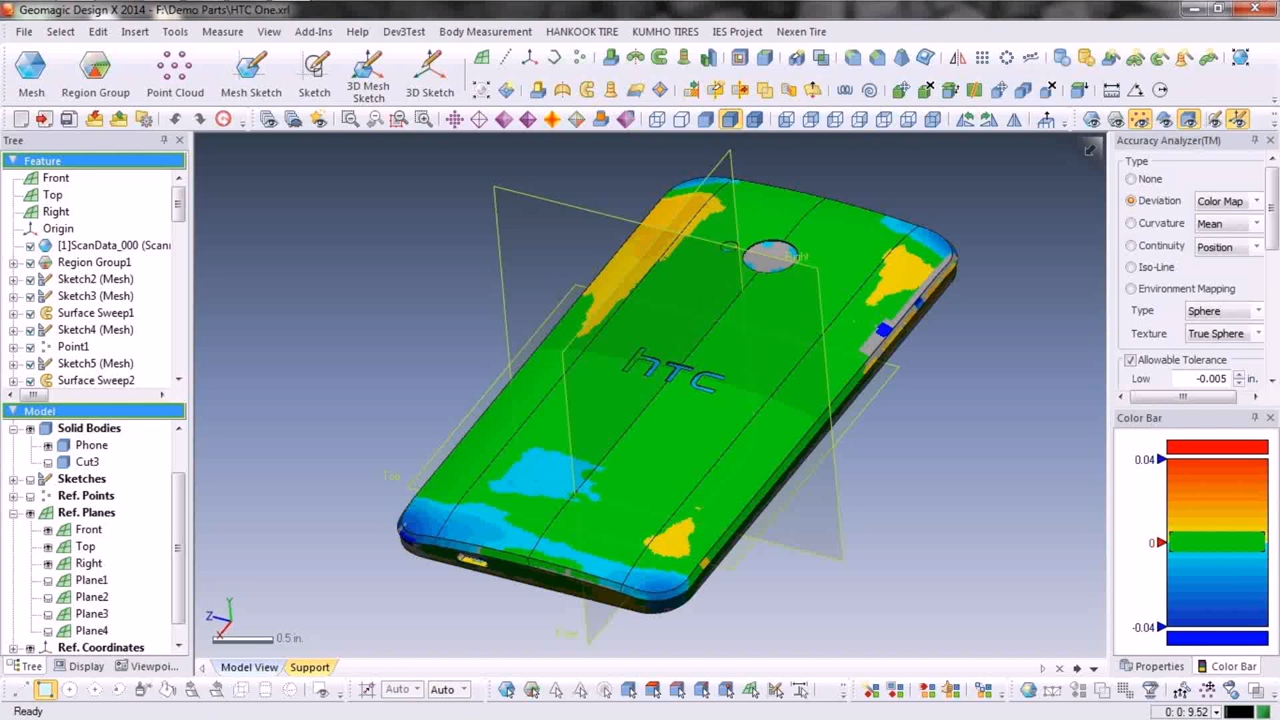 Geomagic Design X 2014 - F:\Demo Parts\HTC One.xrl
File Select Edit Insert Tools Measure View Add-Ins Help Dev3Test Body Measurement HANKOOK TIRE KUMHO TIRES IES Project Nexen Tire
Mesh Region Group Point Cloud Mesh Sketch Sketch 3D Mesh Sketch 3D Sketch
Tree
Feature
Front
Top
Right
Origin
[1]ScanData_000 (Scanr
Region Group1
Sketch2 (Mesh)
Sketch3 (Mesh)
Surface Sweep1
Sketch4 (Mesh)
Point1
Sketch5 (Mesh)
Surface Sweep2
Model
Solid Bodies
Phone
Cut3
Sketches
Ref. Points
Ref. Planes
Front
Top
Right
Plane1
Plane2
Plane3
Plane4
Ref. Coordinates
Tree Display Viewpoi...
Right
hTC
Top
Front
Z Y X
0.5 in.
Model View Support
Accuracy Analyzer(TM)
Type
None
Deviation Color Map
Curvature Mean
Continuity Position
Iso-Line
Environment Mapping
Type Sphere
Texture True Sphere
Allowable Tolerance
Low -0.005 in.
Color Bar
0.04
0
-0.04
Properties Color Bar
Auto Auto
Ready
0: 0: 9.52